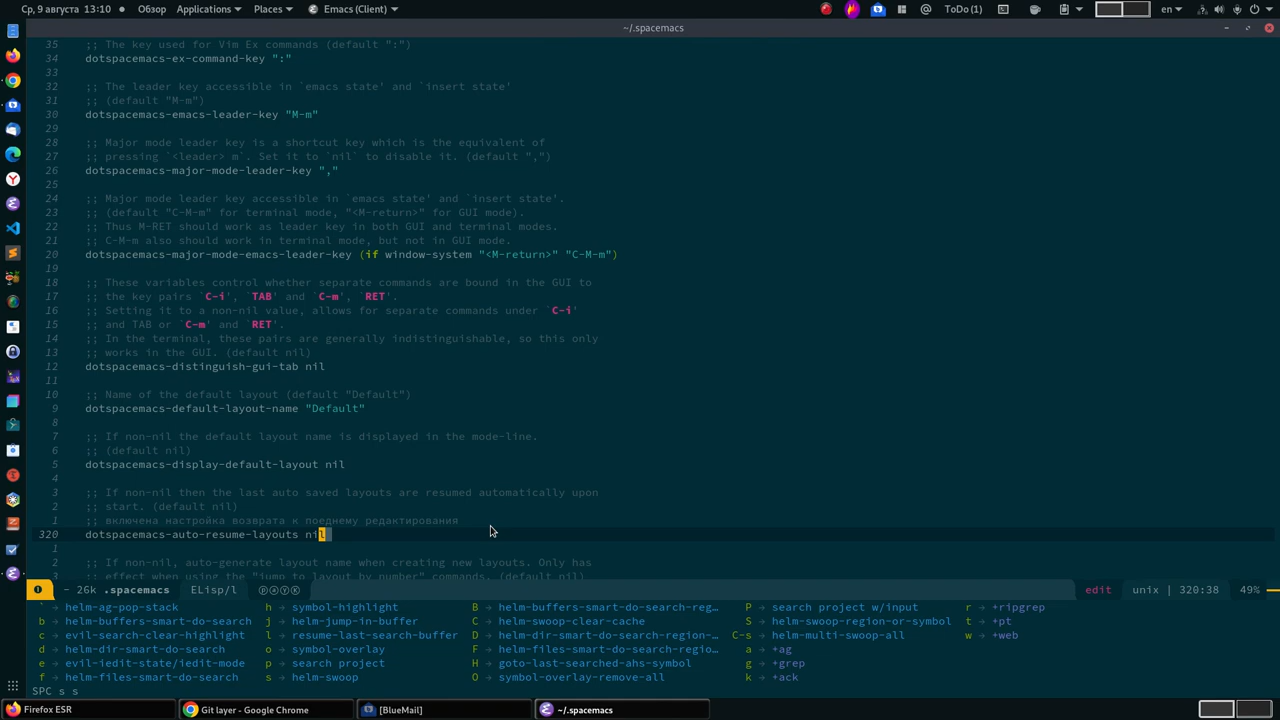 Ср, 9 августа 13:10 Обзор Applications Places Emacs (Client) @ ToDo (1) en
~/.spacemacs
35 ;; The key used for Vim Ex commands (default ":")
34 dotspacemacs-ex-command-key ":"
33
32 ;; The leader key accessible in `emacs state' and `insert state'
31 ;; (default "M-m")
30 dotspacemacs-emacs-leader-key "M-m"
29
28 ;; Major mode leader key is a shortcut key which is the equivalent of
27 ;; pressing `<leader> m`. Set it to `nil` to disable it. (default ",")
26 dotspacemacs-major-mode-leader-key ","
25
24 ;; Major mode leader key accessible in `emacs state' and `insert state'.
23 ;; (default "C-M-m" for terminal mode, "<M-return>" for GUI mode).
22 ;; Thus M-RET should work as leader key in both GUI and terminal modes.
21 ;; C-M-m also should work in terminal mode, but not in GUI mode.
20 dotspacemacs-major-mode-emacs-leader-key (if window-system "<M-return>" "C-M-m")
19
18 ;; These variables control whether separate commands are bound in the GUI to
17 ;; the key pairs `C-i', `TAB' and `C-m', `RET'.
16 ;; Setting it to a non-nil value, allows for separate commands under `C-i'
15 ;; and TAB or `C-m' and `RET'.
14 ;; In the terminal, these pairs are generally indistinguishable, so this only
13 ;; works in the GUI. (default nil)
12 dotspacemacs-distinguish-gui-tab nil
11
10 ;; Name of the default layout (default "Default")
9 dotspacemacs-default-layout-name "Default"
8
7 ;; If non-nil the default layout name is displayed in the mode-line.
6 ;; (default nil)
5 dotspacemacs-display-default-layout nil
4
3 ;; If non-nil then the last auto saved layouts are resumed automatically upon
2 ;; start. (default nil)
1 ;; включена настройка возврата к поеднему редактирования
320 dotspacemacs-auto-resume-layouts nil
1
2 ;; If non-nil, auto-generate layout name when creating new layouts. Only has
3 ;; effect when using the "jump to layout by number" commands. (default nil)
- 26k .spacemacs ELisp/l ⓟⓐⓎⓀ edit unix | 320:38 49%
` → helm-ag-pop-stack h → symbol-highlight B → helm-buffers-smart-do-search-reg… P → search project w/input r → +ripgrep
b → helm-buffers-smart-do-search j → helm-jump-in-buffer C → helm-swoop-clear-cache S → helm-swoop-region-or-symbol t → +pt
c → evil-search-clear-highlight l → resume-last-search-buffer D → helm-dir-smart-do-search-region-… C-s → helm-multi-swoop-all w → +web
d → helm-dir-smart-do-search o → symbol-overlay F → helm-files-smart-do-search-regio… a → +ag
e → evil-iedit-state/iedit-mode p → search project H → goto-last-searched-ahs-symbol g → +grep
f → helm-files-smart-do-search s → helm-swoop O → symbol-overlay-remove-all k → +ack
SPC s s
Firefox ESR Git layer - Google Chrome [BlueMail] ~/.spacemacs